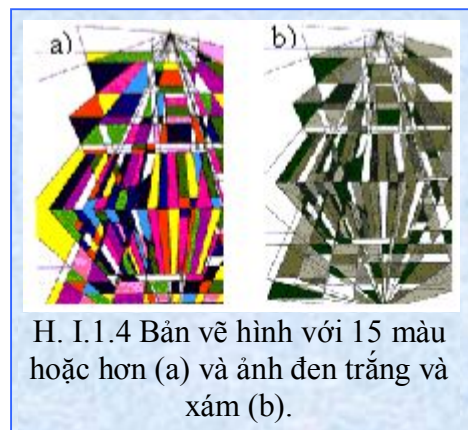 a) b)
H. I.1.4 Bản vẽ hình với 15 màu
hoặc hơn (a) và ảnh đen trắng và
xám (b).